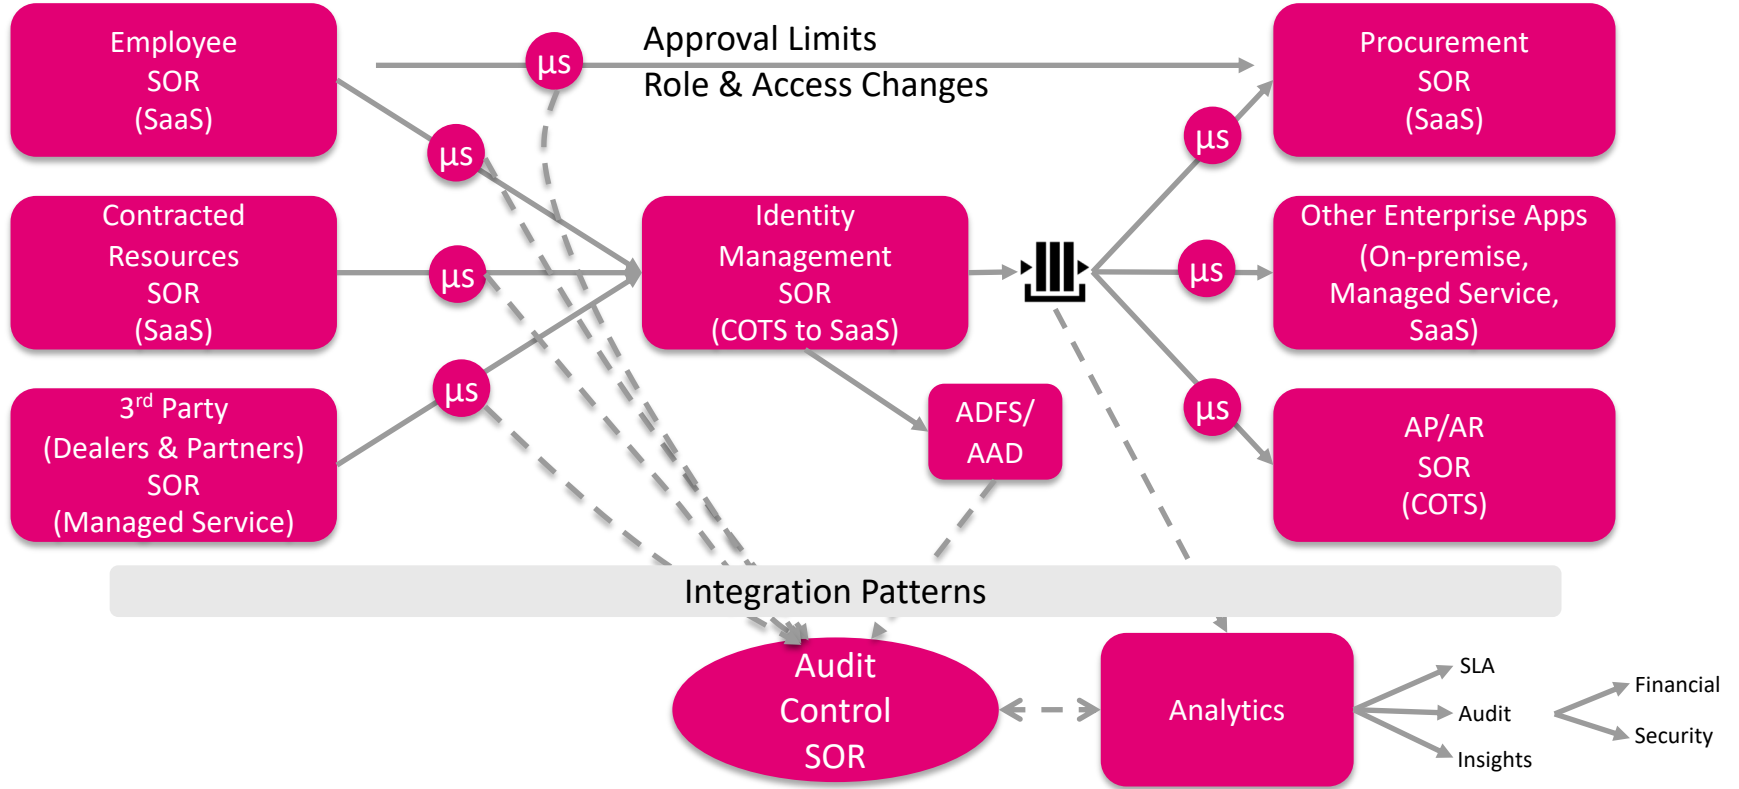 Employee
SOR
(SaaS)
µs
Approval Limits
Role & Access Changes
Procurement
SOR
(SaaS)
µs
µs
Contracted
Resources
SOR
(SaaS)
µs
Identity
Management
SOR
(COTS to SaaS)
µs
Other Enterprise Apps
(On-premise,
Managed Service,
SaaS)
3rd Party
(Dealers & Partners)
SOR
(Managed Service)
µs
ADFS/
AAD
µs
AP/AR
SOR
(COTS)
Integration Patterns
Audit
Control
SOR
Analytics
SLA
Audit
Insights
Financial
Security